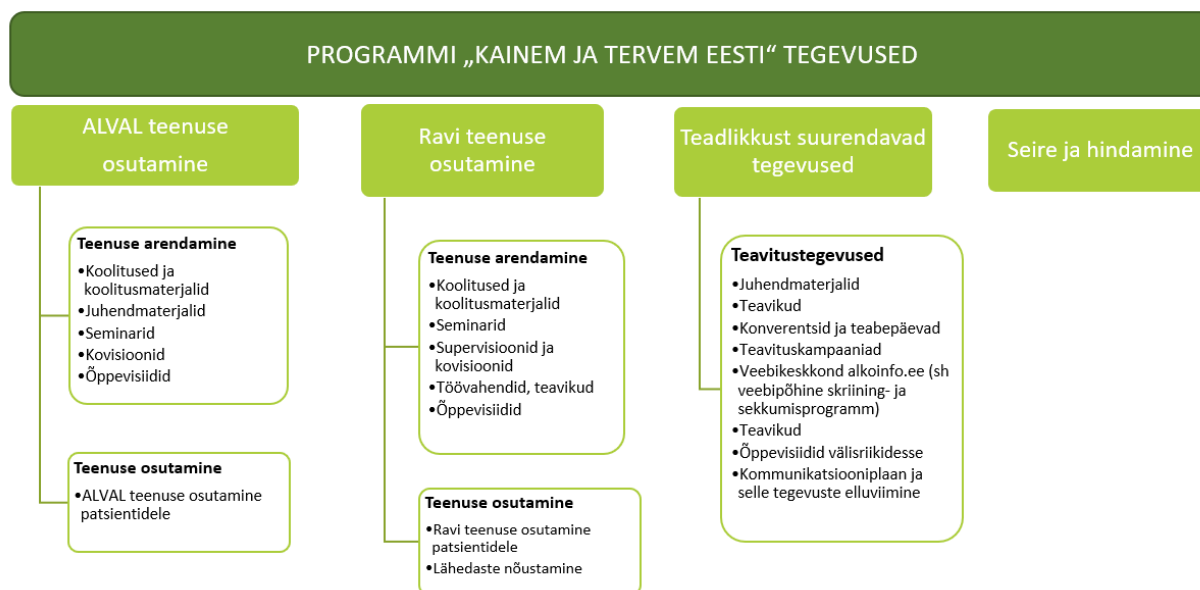 PROGRAMMI „KAINEM JA TERVEM EESTI“ TEGEVUSED
ALVAL teenuse
osutamine
Teenuse arendamine
•Koolitused ja
koolitusmaterjalid
•Juhendmaterjalid
•Seminarid
•Kovisioonid
•Õppevisiidid
Teenuse osutamine
•ALVAL teenuse osutamine
patsientidele
Ravi teenuse
osutamine
Teenuse arendamine
•Koolitused ja
koolitusmaterjalid
•Seminarid
•Supervisioonid ja
kovisioonid
•Töövahendid, teavikud
•Õppevisiidid
Teenuse osutamine
•Ravi teenuse osutamine
patsientidele
•Lähedaste nõustamine
Teadlikkust suurendavad
tegevused
Teavitustegevused
•Juhendmaterjalid
•Teavikud
•Konverentsid ja teabepäevad
•Teavituskampaaniad
•Veebikeskkond alkoinfo.ee (sh
veebipõhine skriining- ja
sekkumisprogramm)
•Teavikud
•Õppevisiidid välisriikidesse
•Kommunikatsiooniplaan ja
selle tegevuste elluviimine
Seire ja hindamine